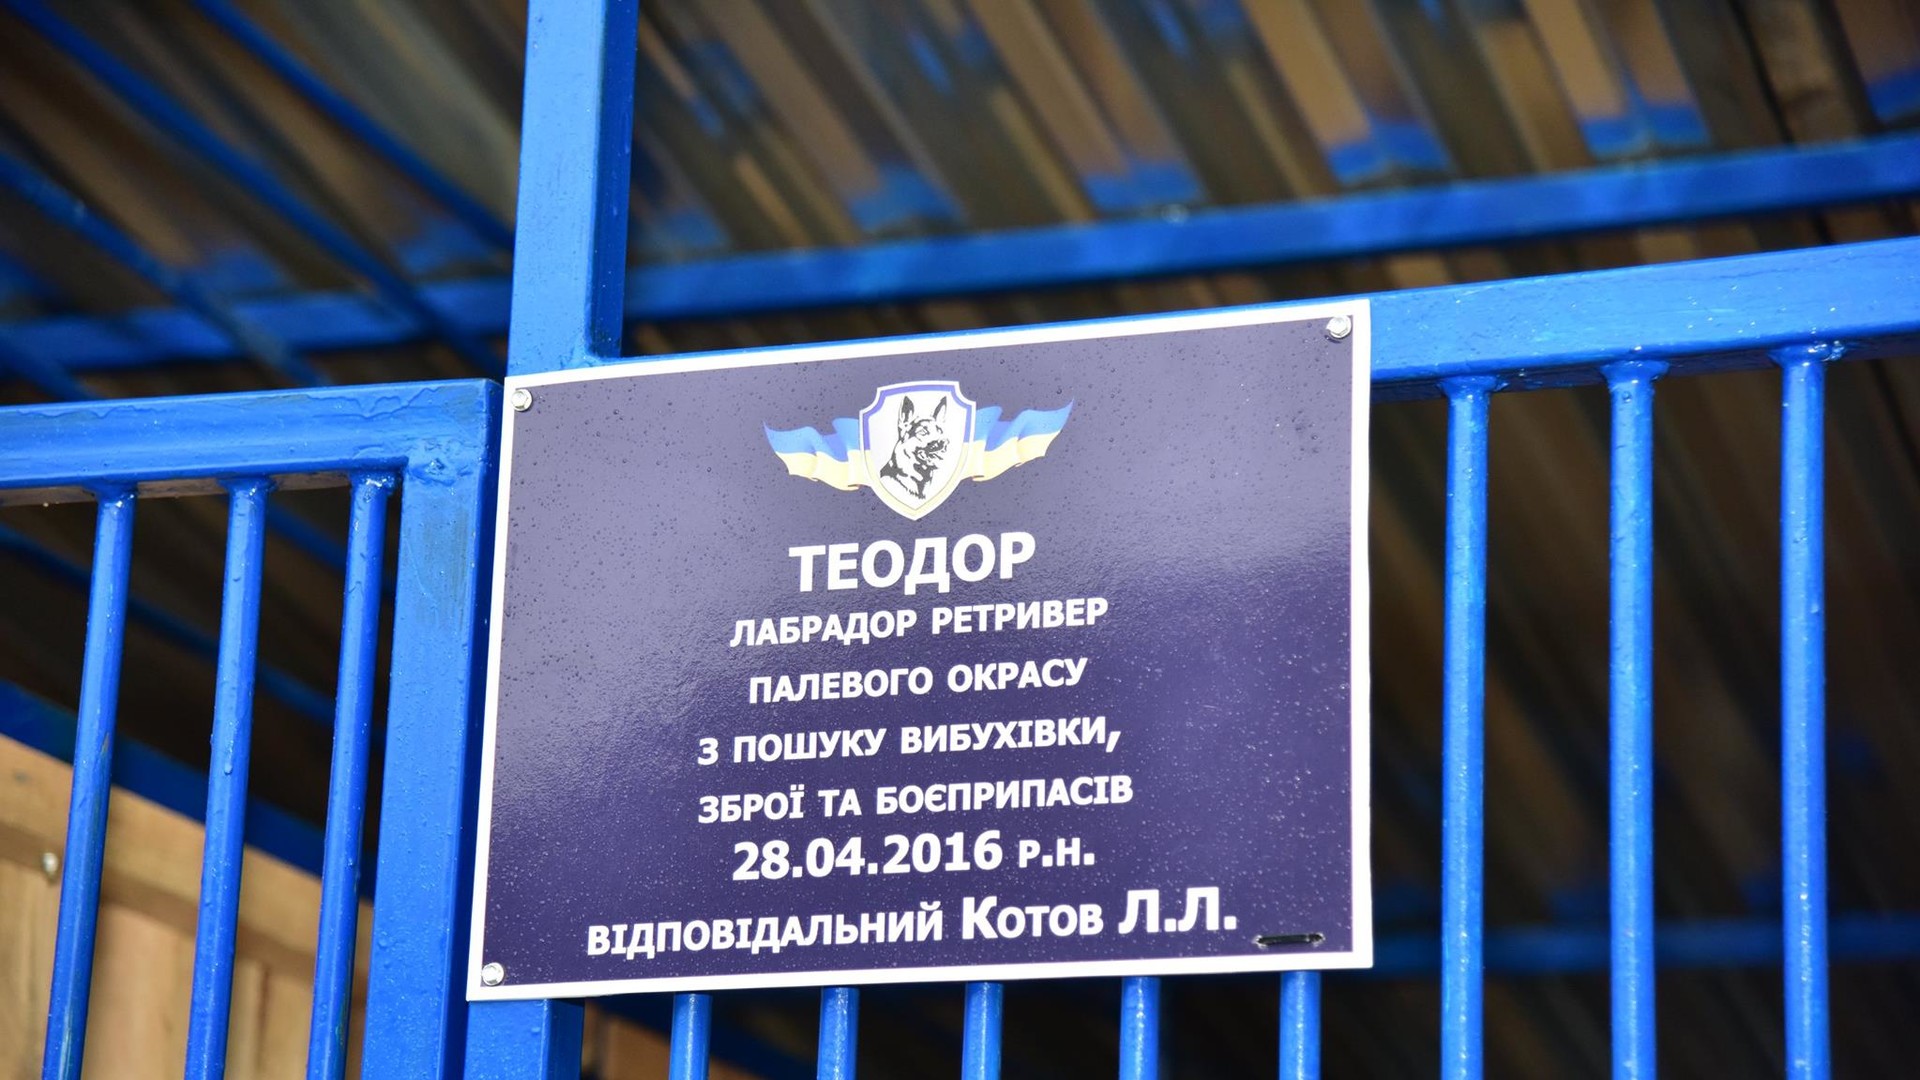 ТЕОДОР
ЛАБРАДОР РЕТРИВЕР
ПАЛЕВОГО ОКРАСУ
З ПОШУКУ ВИБУХІВКИ,
ЗБРОЇ ТА БОЄПРИПАСІВ
28.04.2016 Р.Н.
ВІДПОВІДАЛЬНИЙ КОТОВ Л.Л.